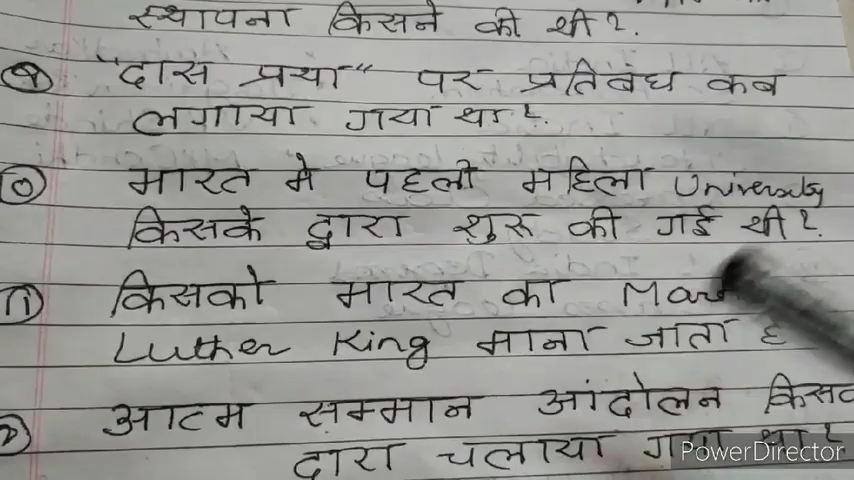 स्थापना किसने की थी?
⑨ "दास प्रथा" पर प्रतिबंध कब
लगाया गया था?
भारत मे पहली महिला University
किसके द्वारा शुरू की गई थी?
⑪ किसको भारत का
Luther King माना जाता है
आत्म सम्मान आंदोलन
द्वारा चलाया गया था?
PowerDirector